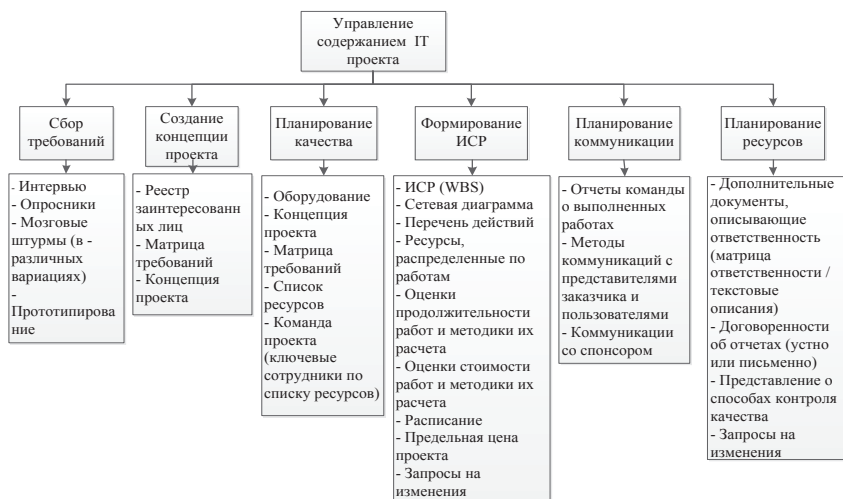 Управление
содержанием IT
проекта
Сбор
требований
Создание
концепции
проекта
Планирование
качества
Формирование
ИСР
Планирование
коммуникации
Планирование
ресурсов
- Интервью
- Опросники
- Мозговые
штурмы (в -
различных
вариациях)
-
Прототипирово
ние
- Реестр
заинтересованн
ых лиц
- Матрица
требований
- Концепция
проекта
- Оборудование
- Концепция
проекта
- Матрица
требований
- Список
ресурсов
- Команда
проекта
(ключевые
сотрудники по
списку ресурсов)
- ИСР (WBS)
- Сетевая диаграмма
- Перечень действий
- Ресурсы,
распределенные по
работам
- Оценки
продолжительности
работ и методики их
расчета
- Оценки стоимости
работ и методики их
расчета
- Расписание
- Предельная цена
проекта
- Запросы на
изменения
- Отчеты команды
о выполненных
работах
- Методы
коммуникаций с
представителями
заказчика и
пользователями
- Коммуникации
со спонсором
- Дополнительные
документы,
описывающие
ответственность
(матрица
ответственности /
текстовые
описания)
- Договоренности
об отчетах (устно
или письменно)
- Представление о
способах контроля
качества
- Запросы на
изменения